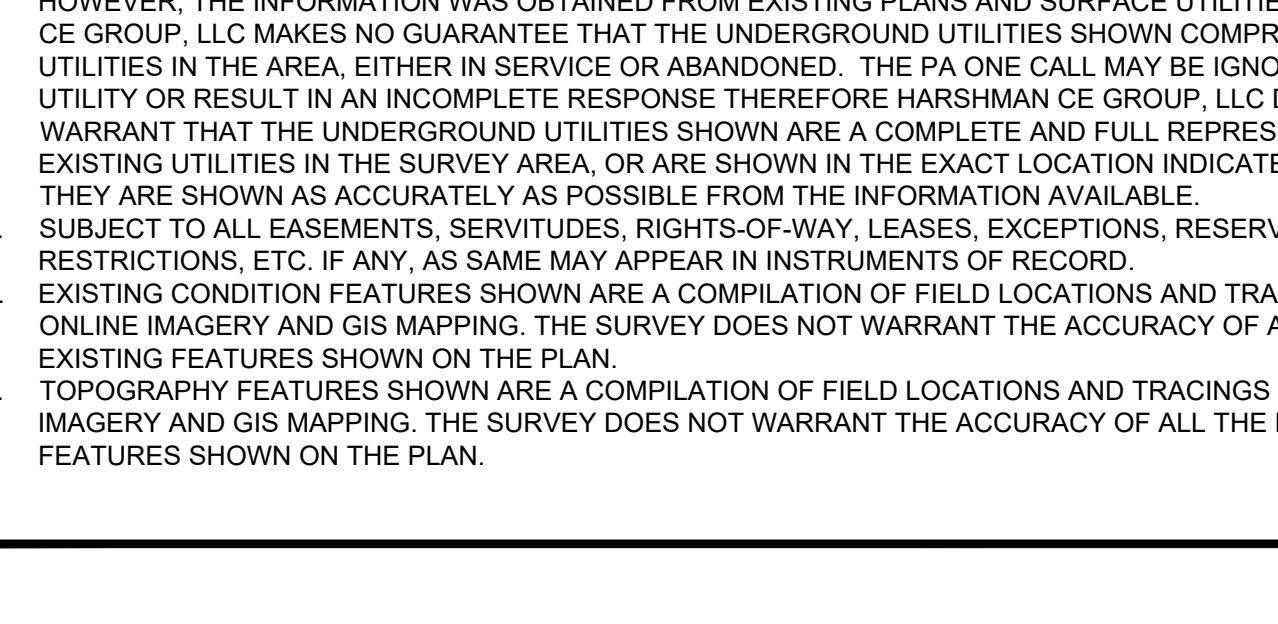 HOWEVER, THE INFORMATION WAS OBTAINED FROM EXISTING PLANS AND SURFACE
CE GROUP, LLC MAKES NO GUARANTEE THAT THE UNDERGROUND UTILITIES SHOWN
UTILITIES IN THE AREA, EITHER IN SERVICE OR ABANDONED. THE PA ONE CALL MAY BE
UTILITY OR RESULT IN AN INCOMPLETE RESPONSE THEREFORE HARSHMAN CE GROUP, LLC
WARRANT THAT THE UNDERGROUND UTILITIES SHOWN ARE A COMPLETE AND FULL
EXISTING UTILITIES IN THE SURVEY AREA, OR ARE SHOWN IN THE EXACT LOCATION
THEY ARE SHOWN AS ACCURATELY AS POSSIBLE FROM THE INFORMATION AVAILABLE.
SUBJECT TO ALL EASEMENTS, SERVITUDES, RIGHTS-OF-WAY, LEASES, EXCEPTIONS,
RESTRICTIONS, ETC. IF ANY, AS SAME MAY APPEAR IN INSTRUMENTS OF RECORD.
EXISTING CONDITION FEATURES SHOWN ARE A COMPILATION OF FIELD LOCATIONS AND
ONLINE IMAGERY AND GIS MAPPING. THE SURVEY DOES NOT WARRANT THE ACCURACY OF
EXISTING FEATURES SHOWN ON THE PLAN.
TOPOGRAPHY FEATURES SHOWN ARE A COMPILATION OF FIELD LOCATIONS AND TRACINGS
IMAGERY AND GIS MAPPING. THE SURVEY DOES NOT WARRANT THE ACCURACY OF ALL THE
FEATURES SHOWN ON THE PLAN.